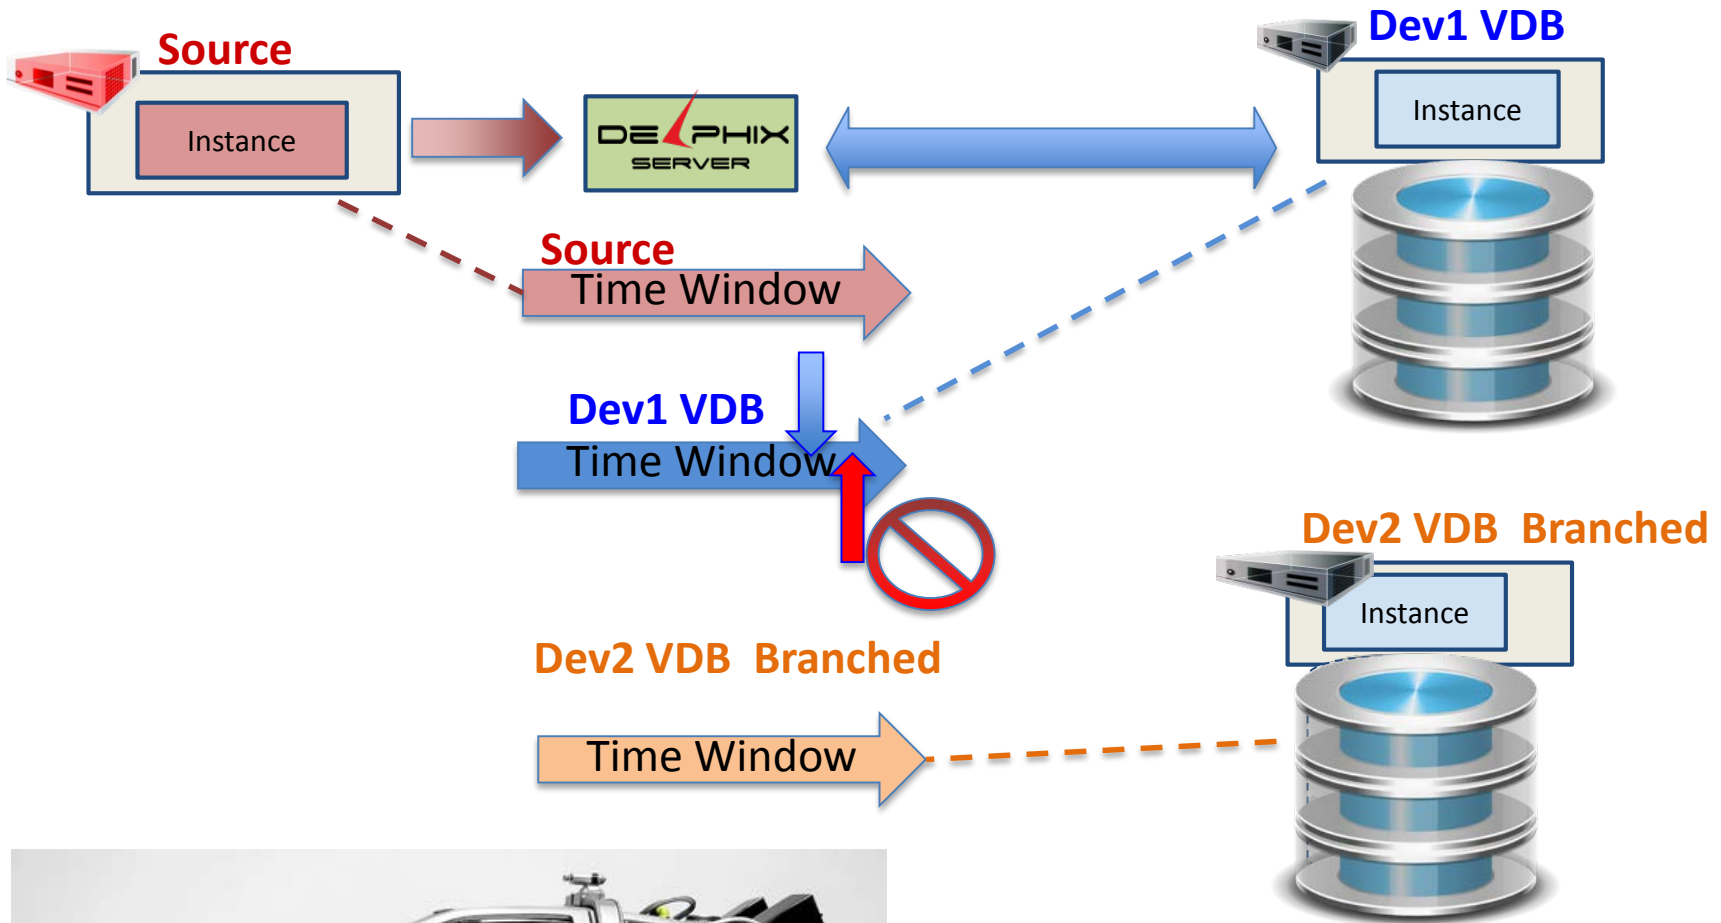 Source
Instance
DELPHIX
SERVER
Dev1 VDB
Instance
Source
Time Window
Dev1 VDB
Time Window
Dev2 VDB  Branched
Instance
Dev2 VDB  Branched
Time Window